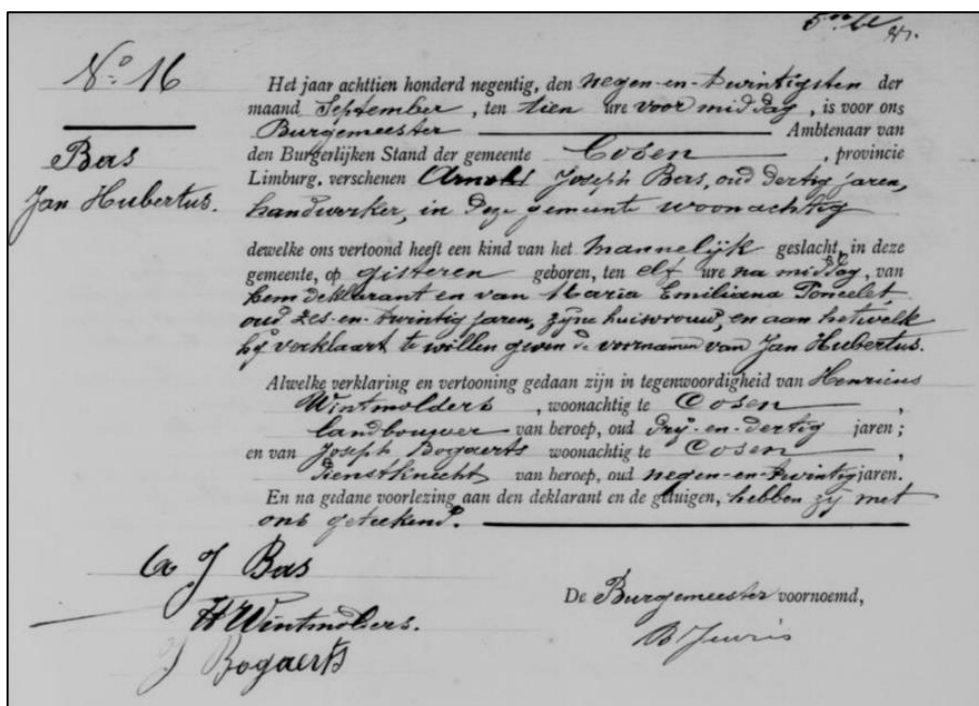 No. 16
Bers
Jan Hubertus.
Het jaar achttien honderd negentig, den negen-en-twintigsten der
maand September, ten tien ure voor middag, is voor ons
Burgemeester Ambtenaar van
den Burgerlijken Stand der gemeente Cosen, provincie
Limburg, verschenen Arnold Joseph Bers, oud dertig jaren,
handwerker, in deze gemeente woonachtig
dewelke ons vertoond heeft een kind van het mannelijk geslacht, in deze
gemeente, op gisteren geboren, ten elf ure na middag, van
hem deklarant en van Maria Emiliana Poncelet,
oud zes-en-twintig jaren, zijne huisvrouw, en aan hetwelk
hij verklaart te willen geven de voornamen van Jan Hubertus.
Alwelke verklaring en vertooning gedaan zijn in tegenwoordigheid van Henricus
Wintmolders, woonachtig te Cosen,
landbouwer van beroep, oud drij-en-dertig jaren;
en van Joseph Bogaerts woonachtig te Cosen,
dienstknecht van beroep, oud negen-en-twintig jaren.
En na gedane voorlezing aan den deklarant en de getuigen, hebben zij met
ons geteekend.
A J Bers
H Wintmolders.
J Bogaerts
De Burgemeester voornoemd,